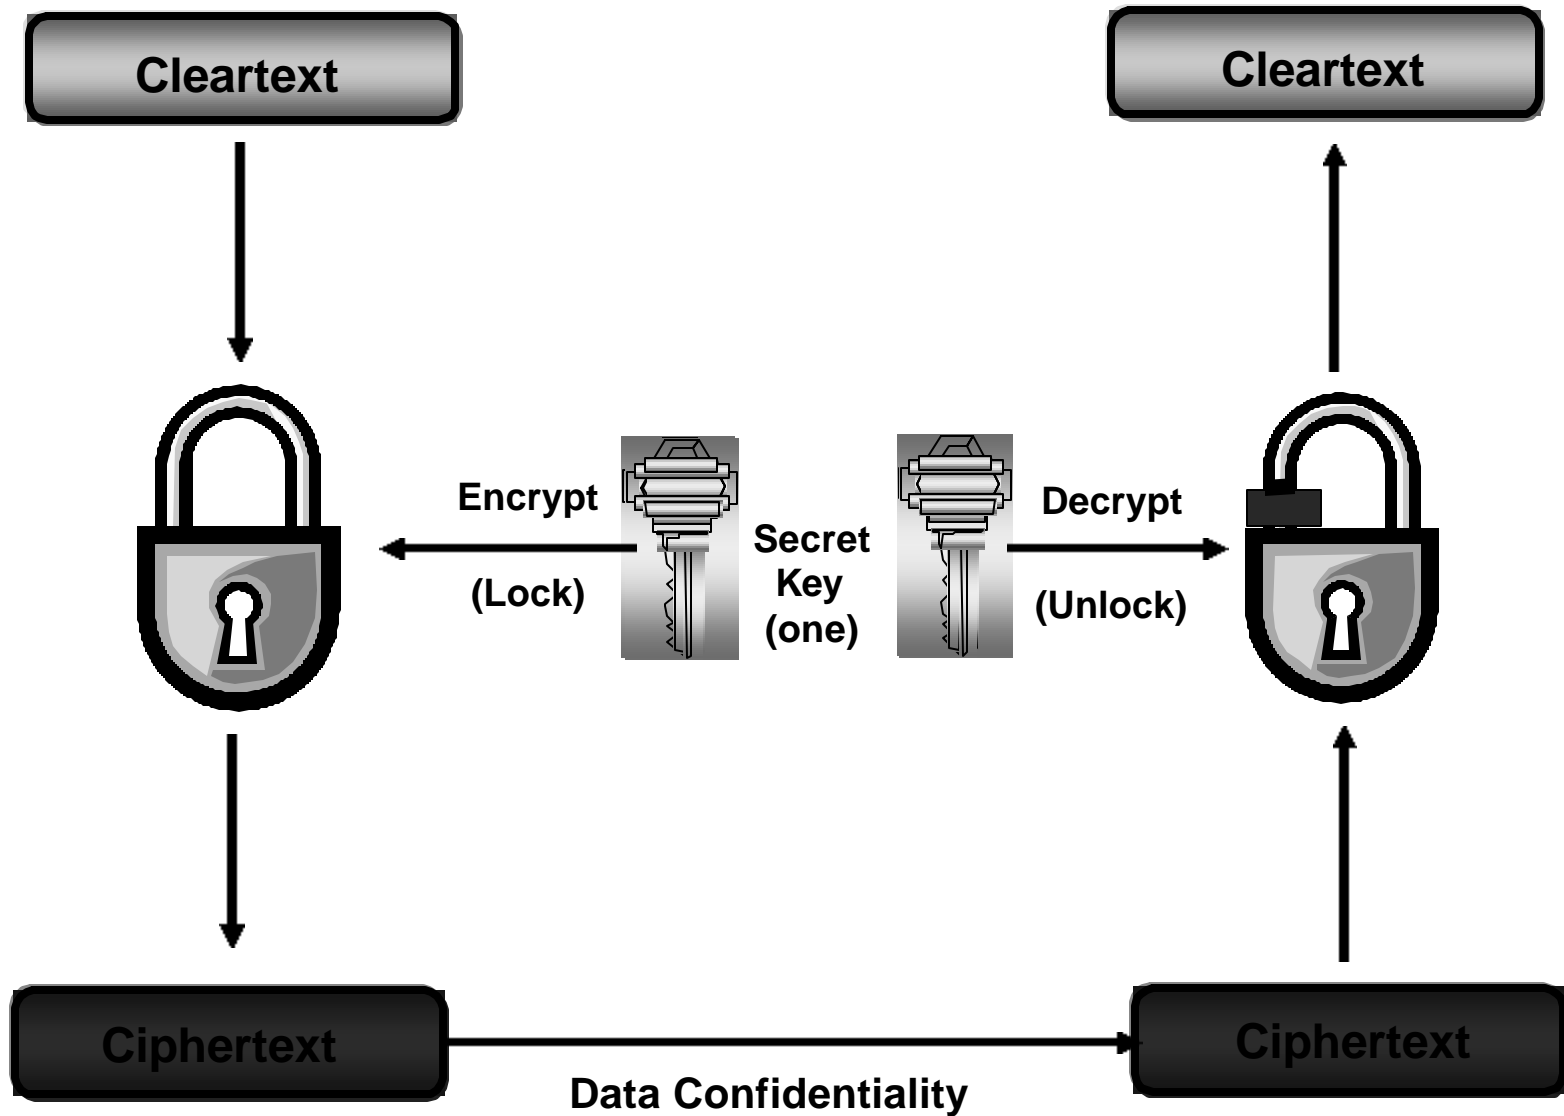 Cleartext
Cleartext
Encrypt
(Lock)
Secret
Key
(one)
Decrypt
(Unlock)
Ciphertext
Ciphertext
Data Confidentiality